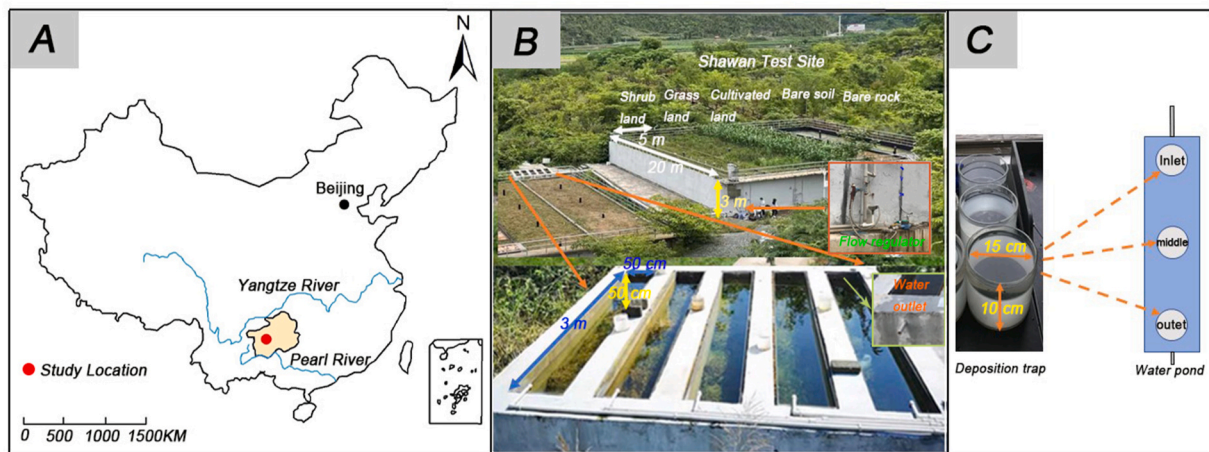 A
N
Beijing
Yangtze River
Pearl River
Study Location
0 500 1000 1500KM
B
Shawan Test Site
Shrub land
Grass land
Cultivated land
Bare soil
Bare rock
5 m
20 m
3 m
Flow regulator
50 cm
50 cm
3 m
Water
outlet
C
15 cm
10 cm
Deposition trap
Inlet
middle
outet
Water pond